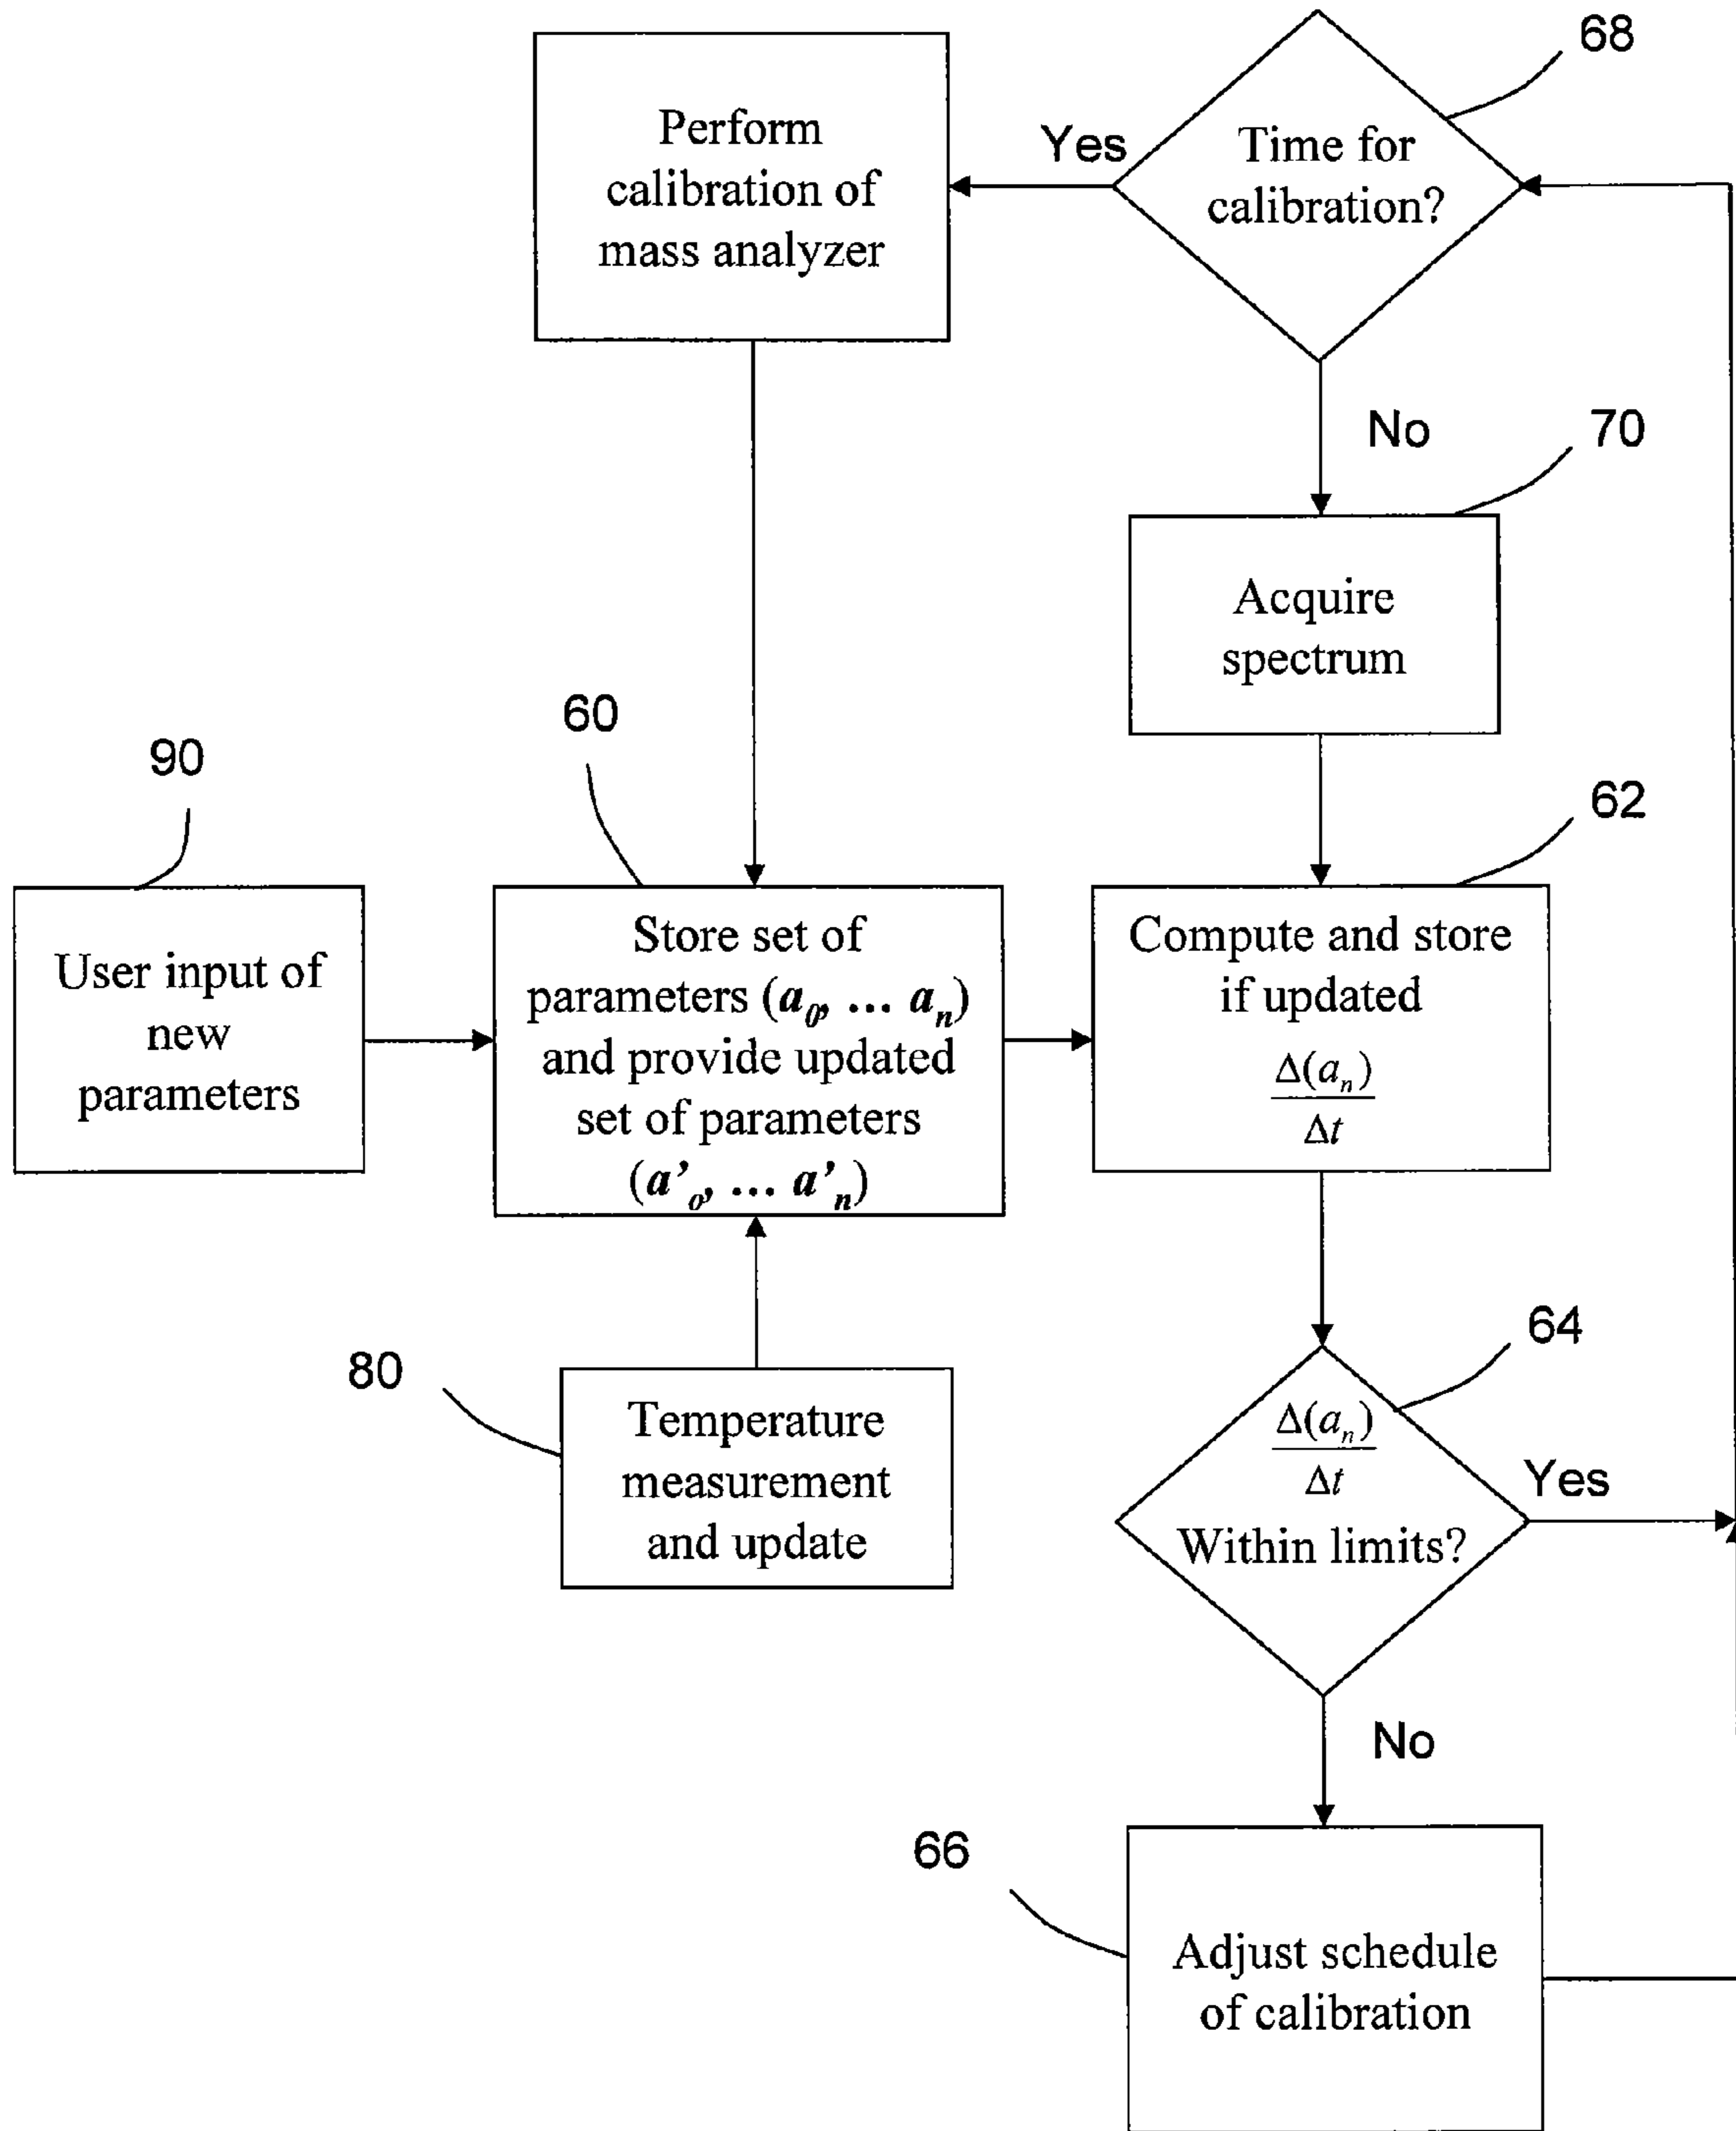 68
Perform
calibration of
mass analyzer
Yes
Time for
calibration?
No
70
Acquire
spectrum
60
90
62
User input of
new
parameters
Store set of
parameters (a₀, ... aₙ)
and provide updated
set of parameters
(a’ₒ, ... a’ₙ)
Compute and store
if updated
Δ(aₙ)
Δt
80
Temperature
measurement
and update
64
Δ(aₙ)
Δt
Within limits?
Yes
No
66
Adjust schedule
of calibration